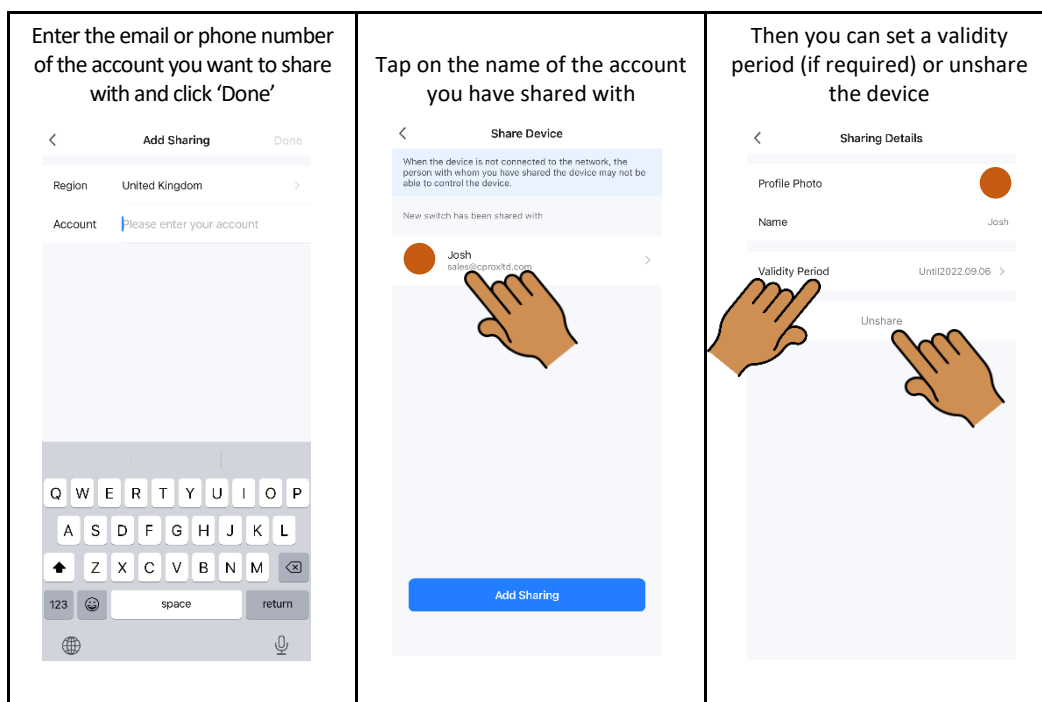 Enter the email or phone number
of the account you want to share
with and click ‘Done’
Add Sharing
Done
Region
United Kingdom
Account
Please enter your account
Q W E R T Y U I O P
A S D F G H J K L
Z X C V B N M
123
space
return
Tap on the name of the account
you have shared with
Share Device
When the device is not connected to the network, the
person with whom you have shared the device may not be
able to control the device.
New switch has been shared with
Josh
sales@cproxltd.com
Add Sharing
Then you can set a validity
period (if required) or unshare
the device
Sharing Details
Profile Photo
Name
Josh
Validity Period
Until2022.09.06
Unshare